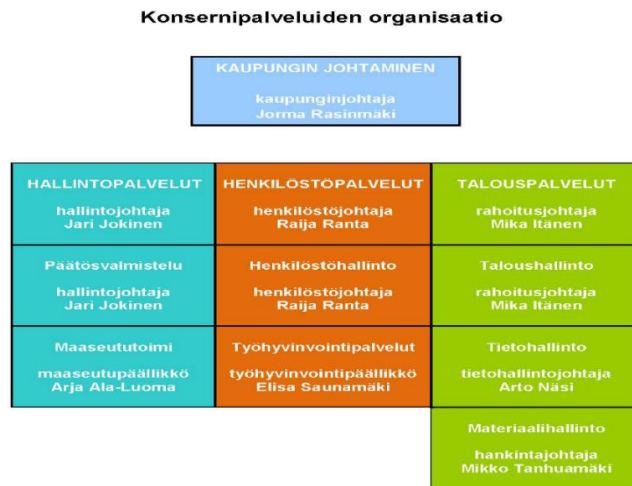 Konsernipalveluiden organisaatio
KAUPUNGIN JOHTAMINEN
kaupunginjohtaja
Jorma Rasinmäki
HALLINTOPALVELUT
hallintojohtaja
Jari Jokinen
Päätösvalmistelu
hallintojohtaja
Jari Jokinen
Maaseututoimi
maaseutupäällikkö
Arja Ala-Luoma
HENKILÖSTÖPALVELUT
henkilöstöjohtaja
Raija Ranta
Henkilöstöhallinto
henkilöstöjohtaja
Raija Ranta
Työhyvinvointipalvelut
työhyvinvointipäällikkö
Elisa Saunamäki
TALOUSPALVELUT
rahoitusjohtaja
Mika Itänen
Taloushallinto
rahoitusjohtaja
Mika Itänen
Tietohallinto
tietohallintojohtaja
Arto Näsi
Materiaalihallinto
hankintajohtaja
Mikko Tanhuamäki